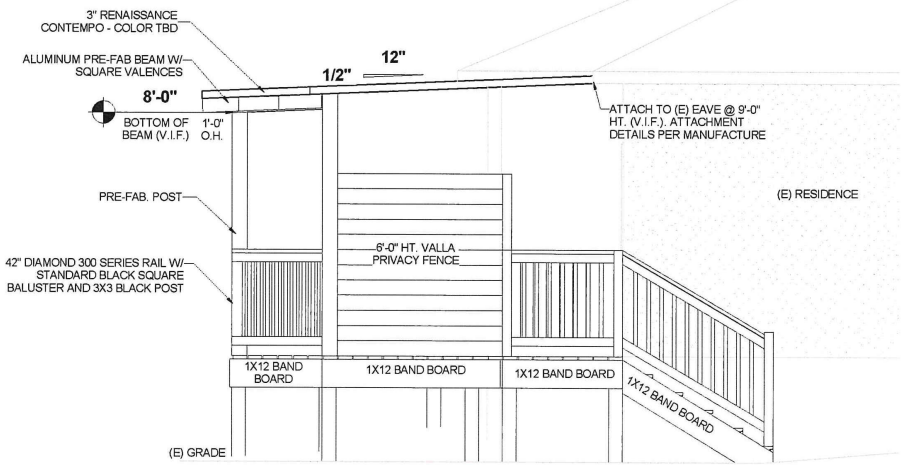 3" RENAISSANCE
CONTEMPO - COLOR TBD
ALUMINUM PRE-FAB BEAM W/
SQUARE VALENCES
12"
1/2"
8'-0"
BOTTOM OF
BEAM (V.I.F.)
1'-0"
O.H.
ATTACH TO (E) EAVE @ 9'-0"
HT. (V.I.F.). ATTACHMENT
DETAILS PER MANUFACTURE
PRE-FAB. POST
(E) RESIDENCE
6'-0" HT. VALLA
PRIVACY FENCE
42" DIAMOND 300 SERIES RAIL W/
STANDARD BLACK SQUARE
BALUSTER AND 3X3 BLACK POST
1X12 BAND
BOARD
1X12 BAND BOARD
1X12 BAND BOARD
1X12 BAND BOARD
(E) GRADE